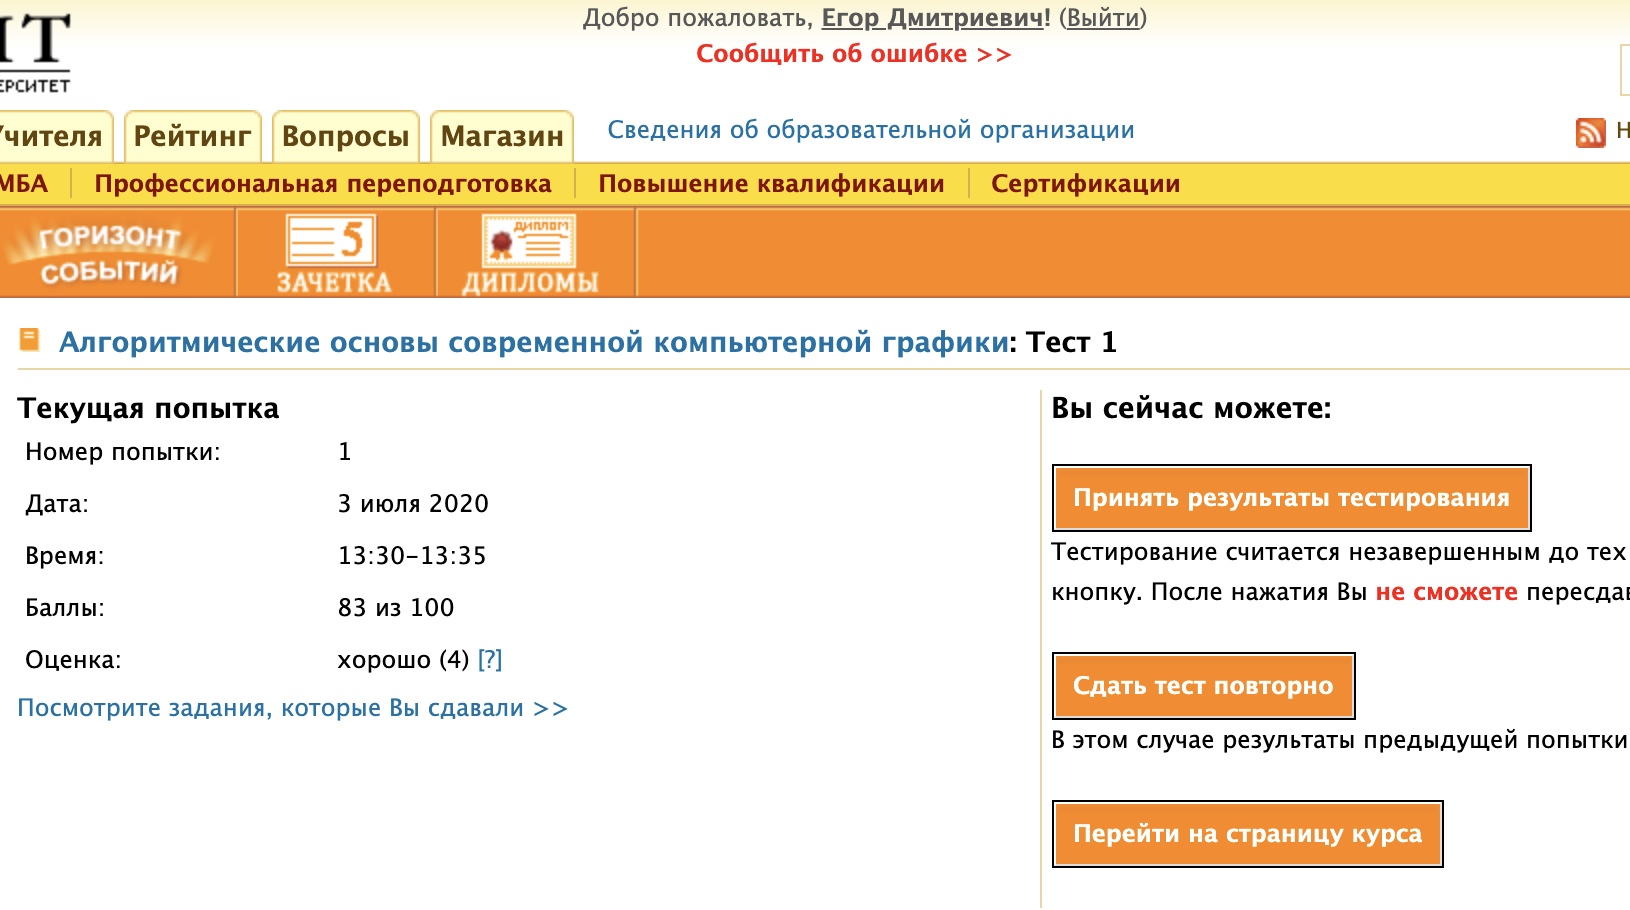 Добро пожаловать, Егор Дмитриевич! (Выйти)
Сообщить об ошибке >>
Учителя Рейтинг Вопросы Магазин Сведения об образовательной организации
МБА Профессиональная переподготовка Повышение квалификации Сертификации
ГОРИЗОНТ СОБЫТИЙ
5 ЗАЧЕТКА
ДИПЛОМ ДИПЛОМЫ
Алгоритмические основы современной компьютерной графики: Тест 1
Текущая попытка
Номер попытки: 1
Дата: 3 июля 2020
Время: 13:30-13:35
Баллы: 83 из 100
Оценка: хорошо (4) [?]
Посмотрите задания, которые Вы сдавали >>
Вы сейчас можете:
Принять результаты тестирования
Тестирование считается незавершенным до тех
кнопку. После нажатия Вы не сможете
Сдать тест повторно
В этом случае результаты предыдущей попытки
Перейти на страницу курса